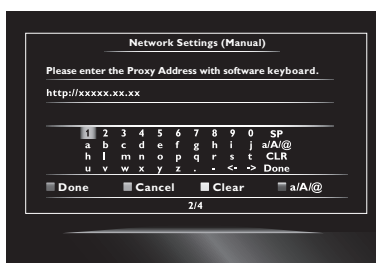 Network Settings (Manual)
Please enter the Proxy Address with software keyboard.
http://xxxxx.xx.xx
1 2 3 4 5 6 7 8 9 0 SP
a b c d e f g h i j a/A/@
h l m n o p q r s t CLR
u v w x y z . - <- -> Done
Done Cancel Clear a/A/@
2/4